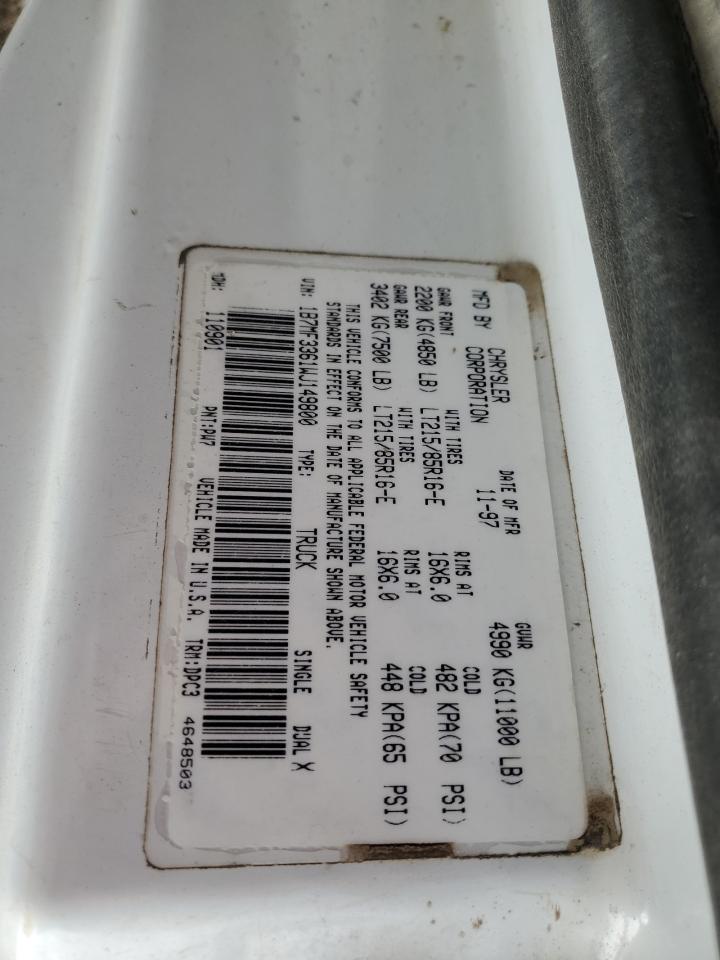 MFD BY CHRYSLER CORPORATION DATE OF MFR 11-97 GVWR 4990 KG(11000 LB)
GAWR FRONT WITH TIRES RIMS AT COLD
2200 KG(4850 LB) LT215/85R16-E 16X6.0 482 KPA(70 PSI)
GAWR REAR WITH TIRES RIMS AT COLD
3402 KG(7500 LB) LT215/85R16-E 16X6.0 448 KPA(65 PSI)
THIS VEHICLE CONFORMS TO ALL APPLICABLE FEDERAL MOTOR VEHICLE SAFETY
STANDARDS IN EFFECT ON THE DATE OF MANUFACTURE SHOWN ABOVE.
VIN: 1B7MF3361WJ149800 TYPE: TRUCK SINGLE DUAL X
MDH: 110901 PNT:PW7 VEHICLE MADE IN U.S.A. TRM:DPC3 4648503